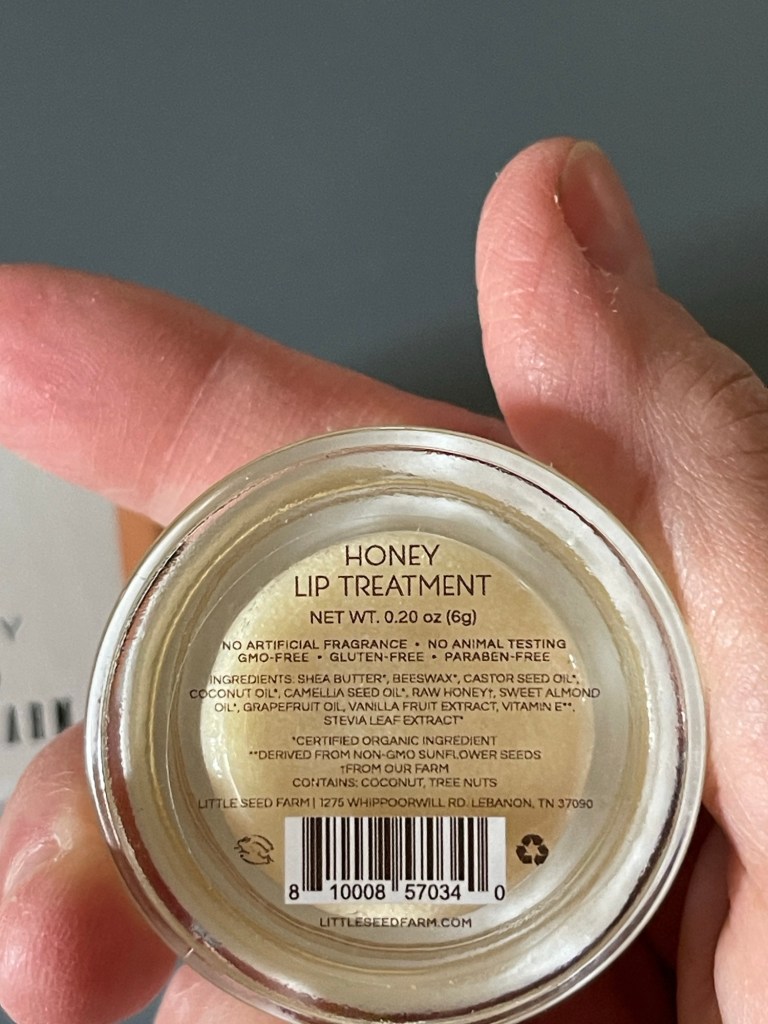 HONEY
LIP TREATMENT
NET WT. 0.20 oz (6g)
NO ARTIFICIAL FRAGRANCE • NO ANIMAL TESTING
GMO-FREE • GLUTEN-FREE • PARABEN-FREE
INGREDIENTS: SHEA BUTTER*, BEESWAX*, CASTOR SEED OIL*,
COCONUT OIL*, CAMELLIA SEED OIL*, RAW HONEY†, SWEET ALMOND
OIL*, GRAPEFRUIT OIL, VANILLA FRUIT EXTRACT, VITAMIN E**,
STEVIA LEAF EXTRACT*
*CERTIFIED ORGANIC INGREDIENT
**DERIVED FROM NON-GMO SUNFLOWER SEEDS
†FROM OUR FARM
CONTAINS: COCONUT, TREE NUTS
LITTLE SEED FARM | 1275 WHIPPOORWILL RD. LEBANON, TN 37090
8 10008 57034 0
LITTLESEEDFARM.COM